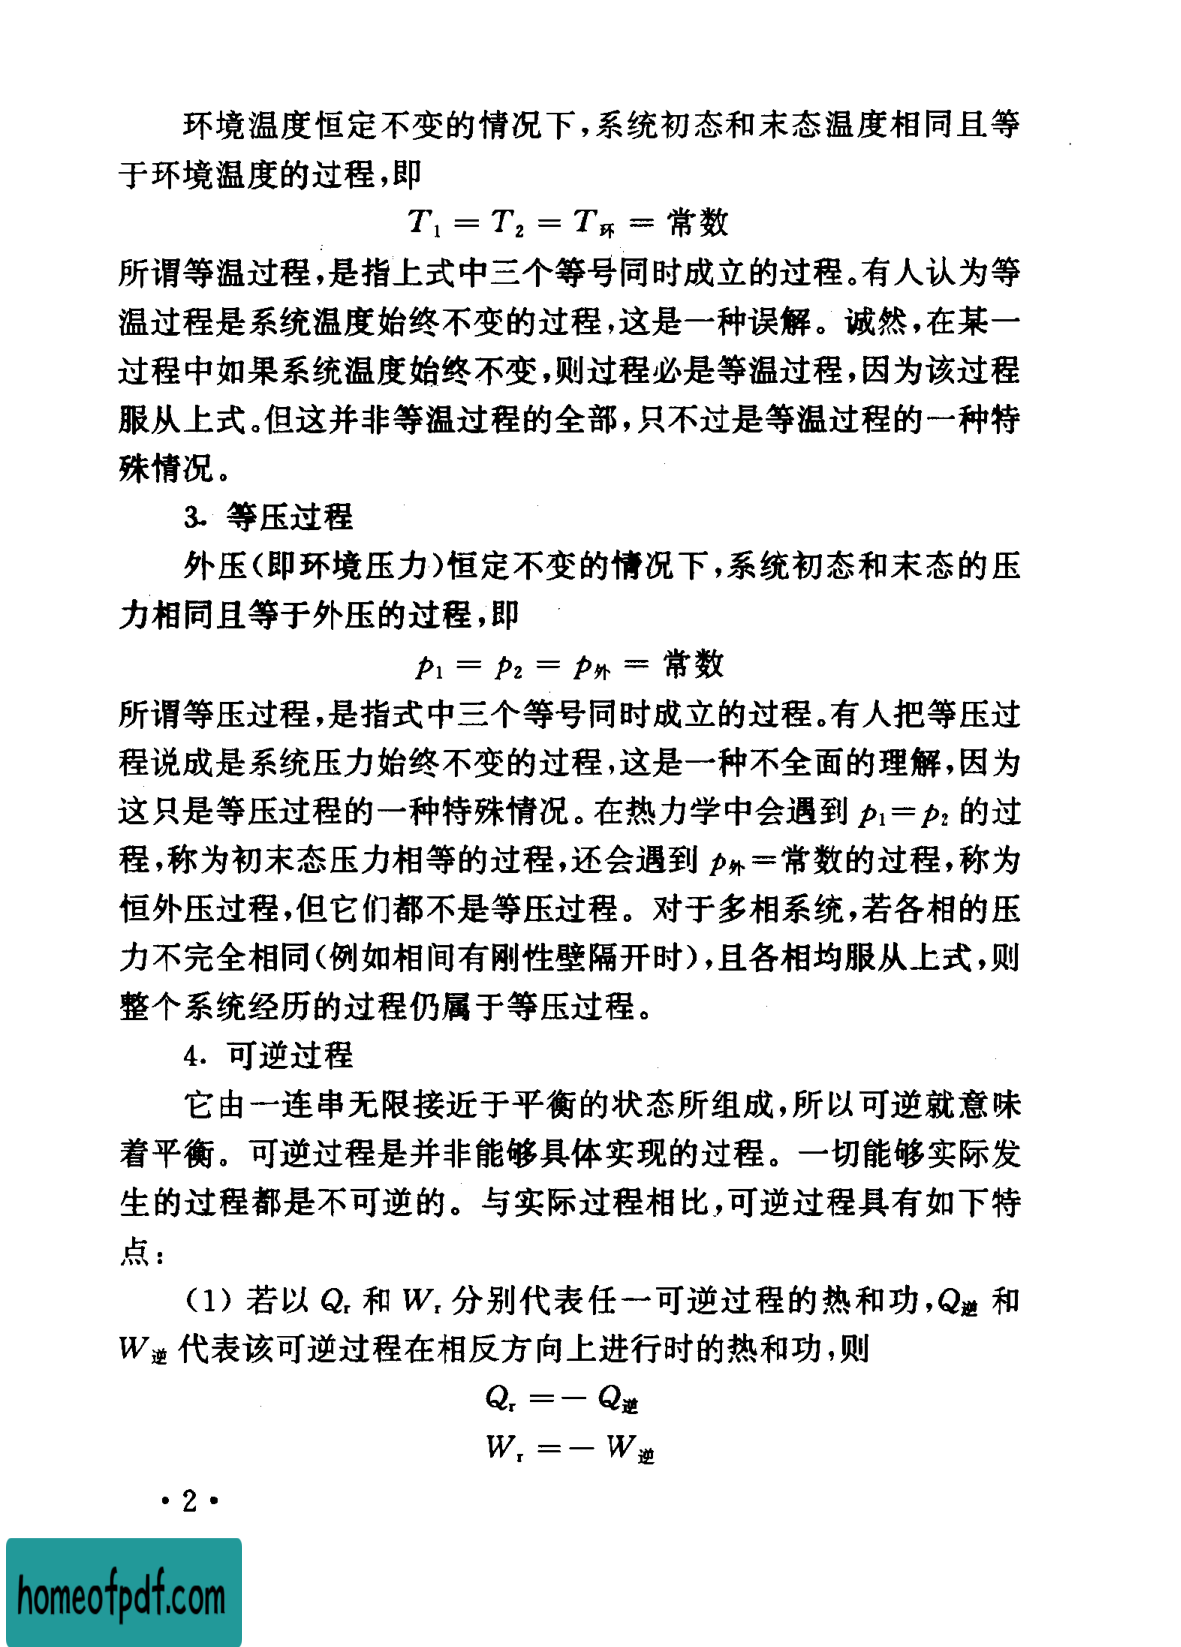 环境温度恒定不变的情况下,系统初态和末态温度相同且等
于环境温度的过程,即
T₁ = T₂ = T环 = 常数
所谓等温过程,是指上式中三个等号同时成立的过程。有人认为等
温过程是系统温度始终不变的过程,这是一种误解。诚然,在某一
过程中如果系统温度始终不变,则过程必是等温过程,因为该过程
服从上式。但这并非等温过程的全部,只不过是等温过程的一种特
殊情况。
3. 等压过程
外压(即环境压力)恒定不变的情况下,系统初态和末态的压
力相同且等于外压的过程,即
p₁ = p₂ = p外 = 常数
所谓等压过程,是指式中三个等号同时成立的过程。有人把等压过
程说成是系统压力始终不变的过程,这是一种不全面的理解,因为
这只是等压过程的一种特殊情况。在热力学中会遇到 p₁=p₂ 的过
程,称为初末态压力相等的过程,还会遇到 p外=常数的过程,称为
恒外压过程,但它们都不是等压过程。对于多相系统,若各相的压
力不完全相同(例如相间有刚性壁隔开时),且各相均服从上式,则
整个系统经历的过程仍属于等压过程。
4. 可逆过程
它由一连串无限接近于平衡的状态所组成,所以可逆就意味
着平衡。可逆过程是并非能够具体实现的过程。一切能够实际发
生的过程都是不可逆的。与实际过程相比,可逆过程具有如下特
点:
(1) 若以 Qᵣ 和 Wᵣ 分别代表任一可逆过程的热和功,Q逆 和
W逆 代表该可逆过程在相反方向上进行时的热和功,则
Qᵣ =− Q逆
Wᵣ =− W逆
· 2 ·
homeofpdf.com